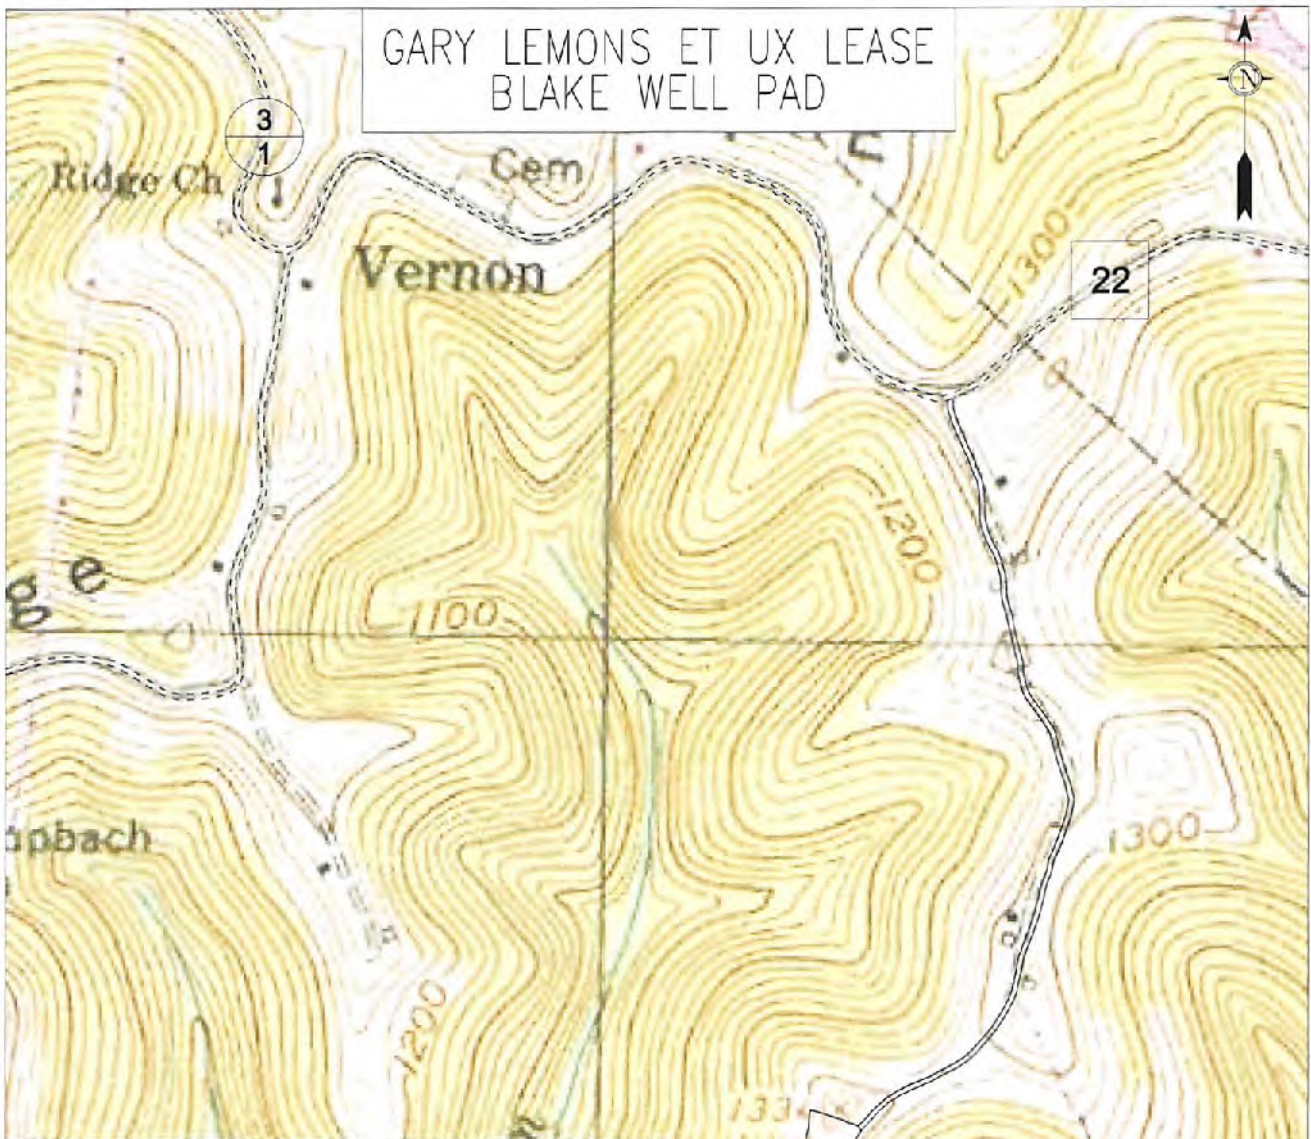 GARY LEMONS ET UX LEASE
BLAKE WELL PAD
N
3
1
Ridge Ch
Cem
Vernon
1300
22
1200
ge
1100
1300
1200